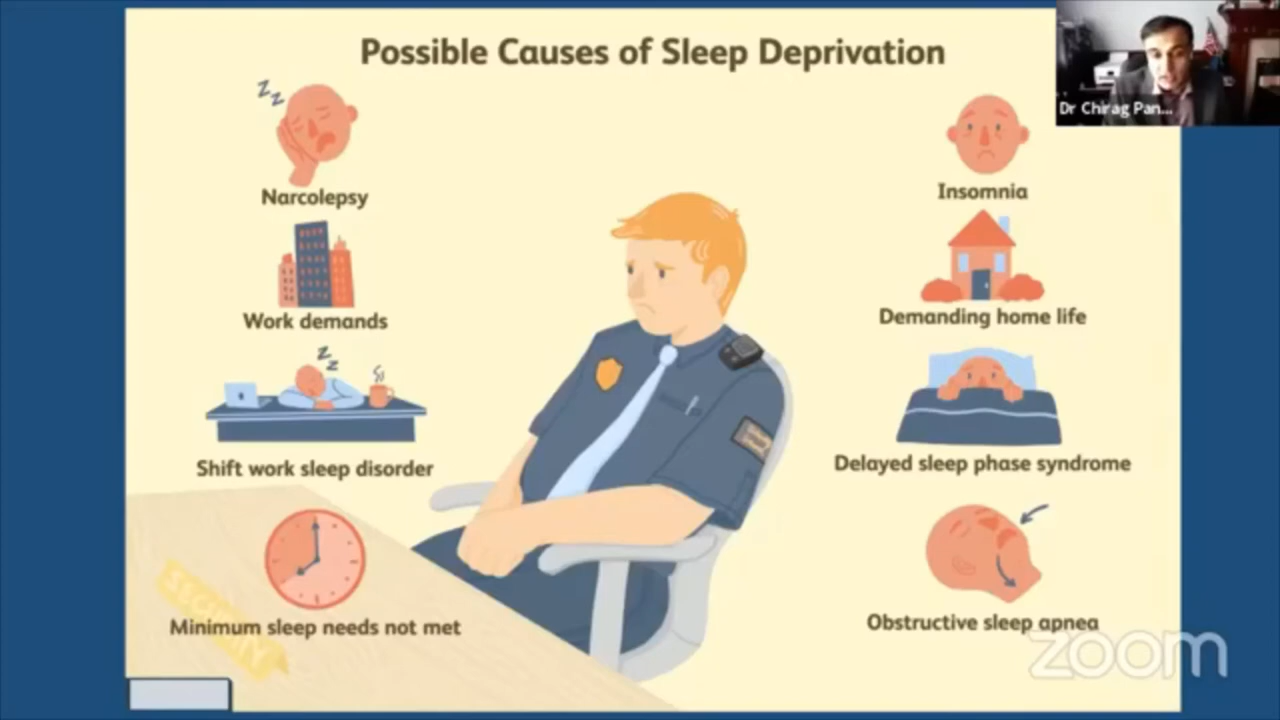 Possible Causes of Sleep Deprivation
Dr Chirag Pan...
Narcolepsy
Insomnia
Work demands
Demanding home life
Shift work sleep disorder
Delayed sleep phase syndrome
Minimum sleep needs not met
Obstructive sleep apnea
zoom